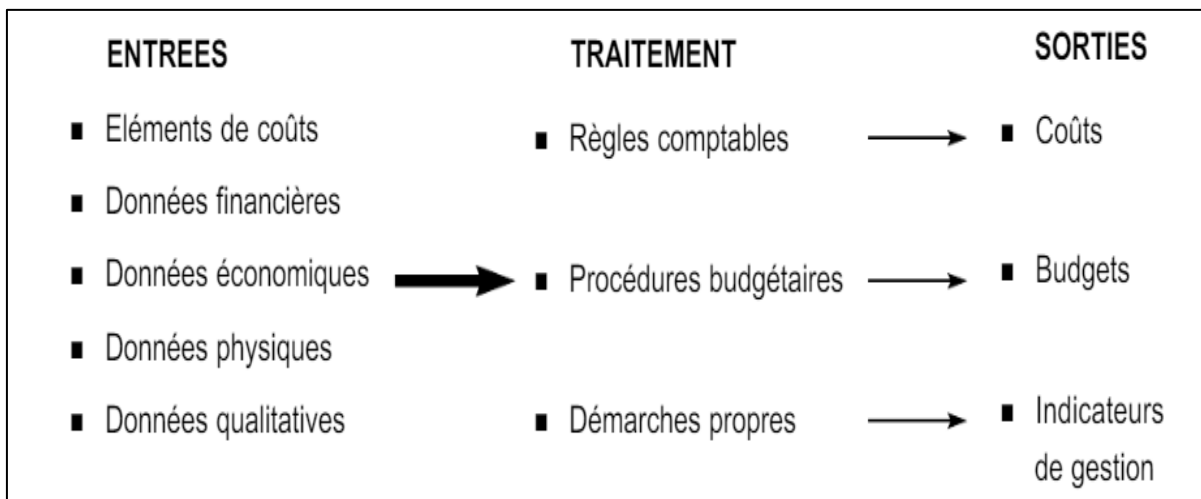 ENTREES
Eléments de coûts
Données financières
Données économiques
Données physiques
Données qualitatives
TRAITEMENT
Règles comptables
Procédures budgétaires
Démarches propres
SORTIES
Coûts
Budgets
Indicateurs
de gestion